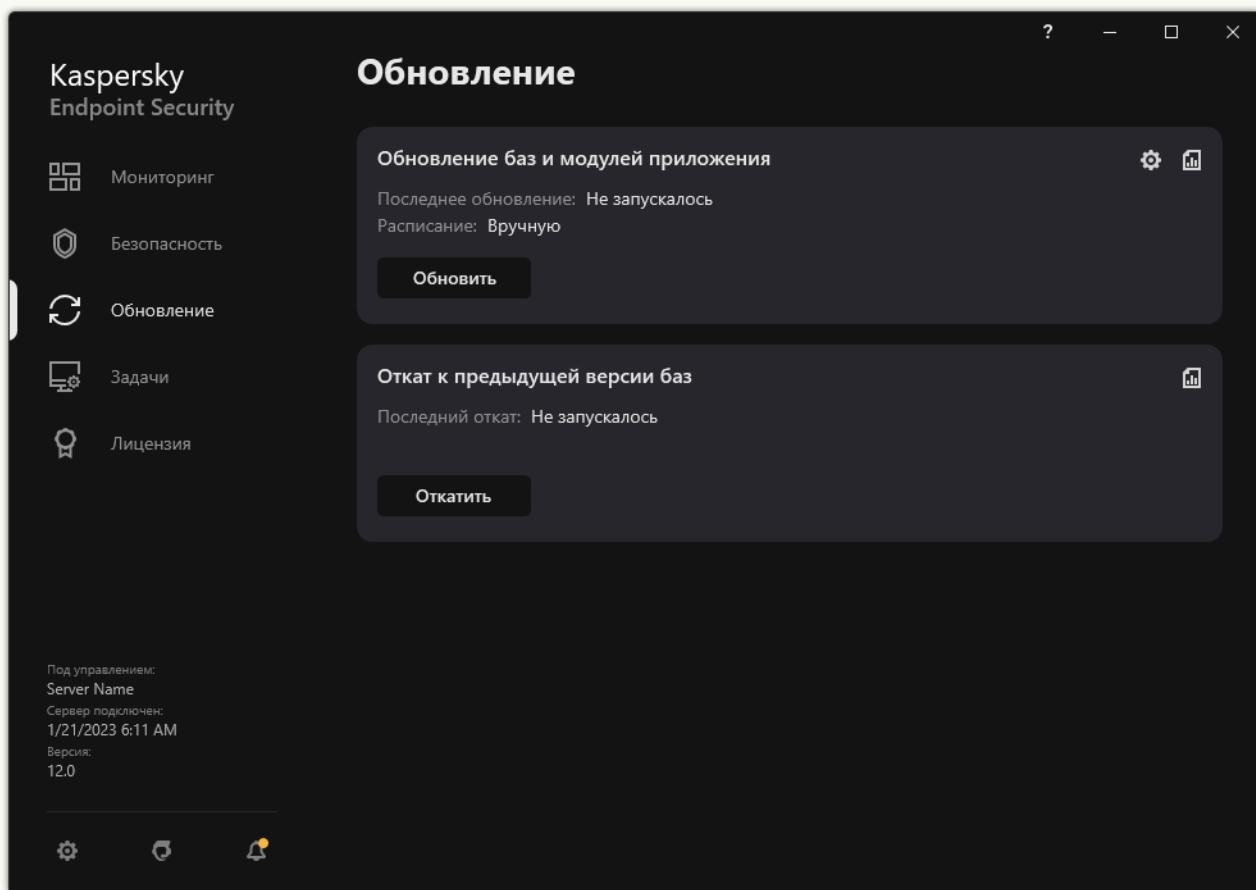 ?
Kaspersky
Endpoint Security
Мониторинг
Безопасность
Обновление
Задачи
Лицензия
Под управлением:
Server Name
Сервер подключен:
1/21/2023 6:11 AM
Версия:
12.0
Обновление
Обновление баз и модулей приложения
Последнее обновление: Не запускалось
Расписание: Вручную
Обновить
Откат к предыдущей версии баз
Последний откат: Не запускалось
Откатить